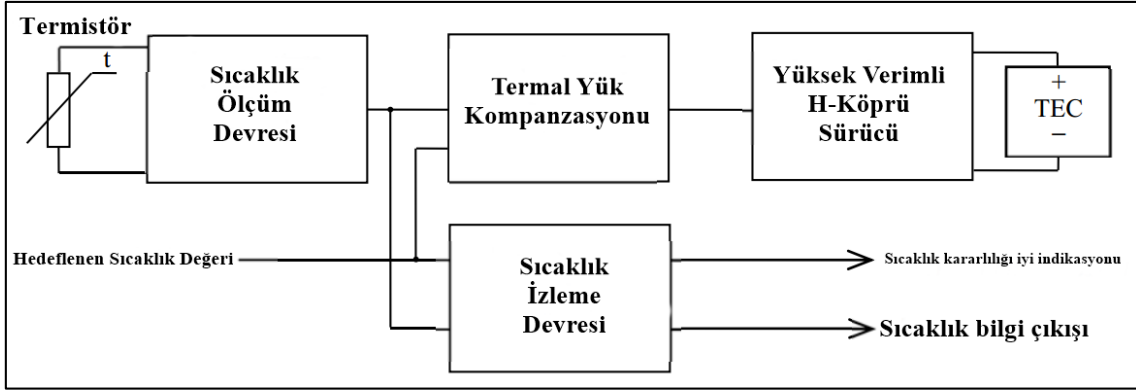 Termistör
t
Sıcaklık
Ölçüm
Devresi
Termal Yük
Kompanzasyonu
Yüksek Verimli
H-Köprü
Sürücü
+
TEC
−
Hedeflenen Sıcaklık Değeri
Sıcaklık
İzleme
Devresi
Sıcaklık kararlılığı iyi indikasyonu
Sıcaklık bilgi çıkışı